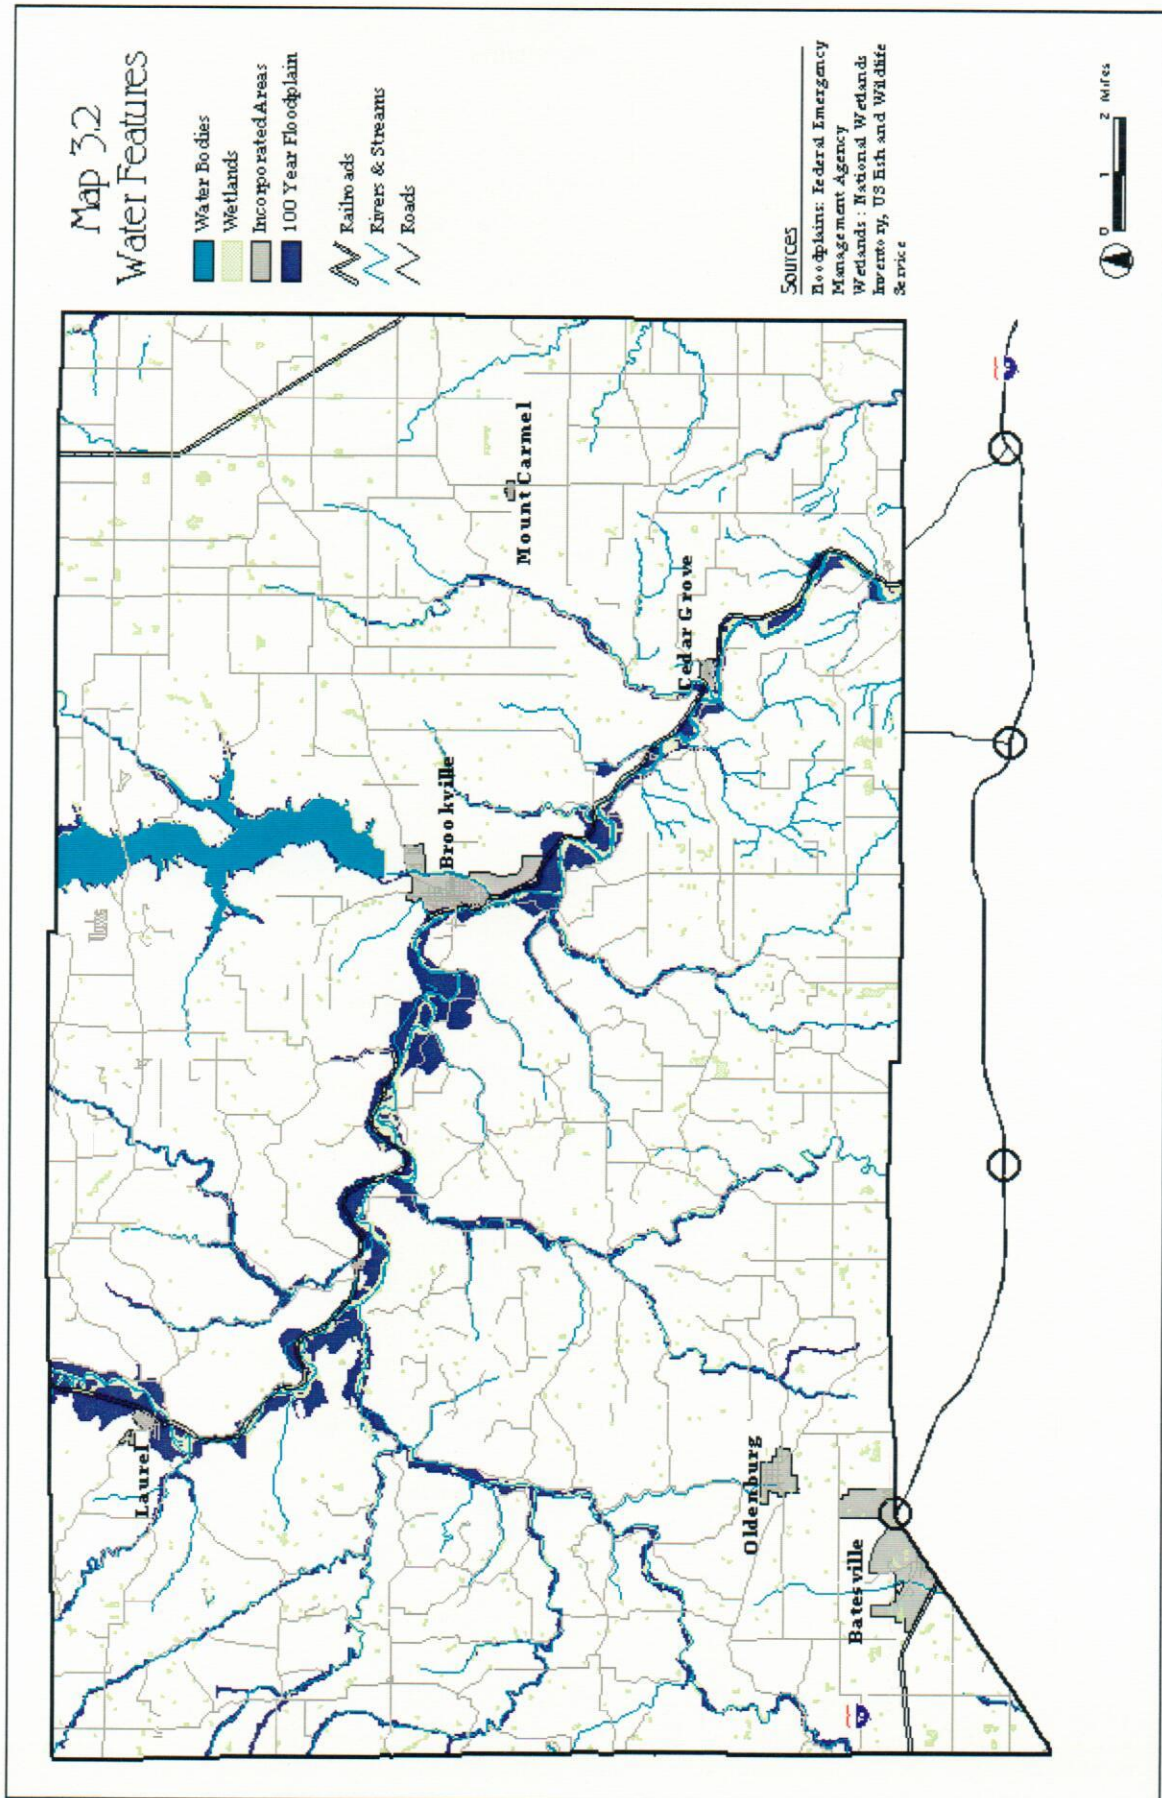 Map 3.2
Water Features
Water Bodies
Wetlands
Incorporated Areas
100 Year Floodplain
Railroads
Rivers & Streams
Roads
Sources
Floodplains: Federal Emergency
Management Agency
Wetlands : National Wetlands
Inventory, US Fish and Wildlife
Service
0 1 2 Miles
Laurel
Brookville
Mount Carmel
Cedar Grove
Oldenburg
Batesville